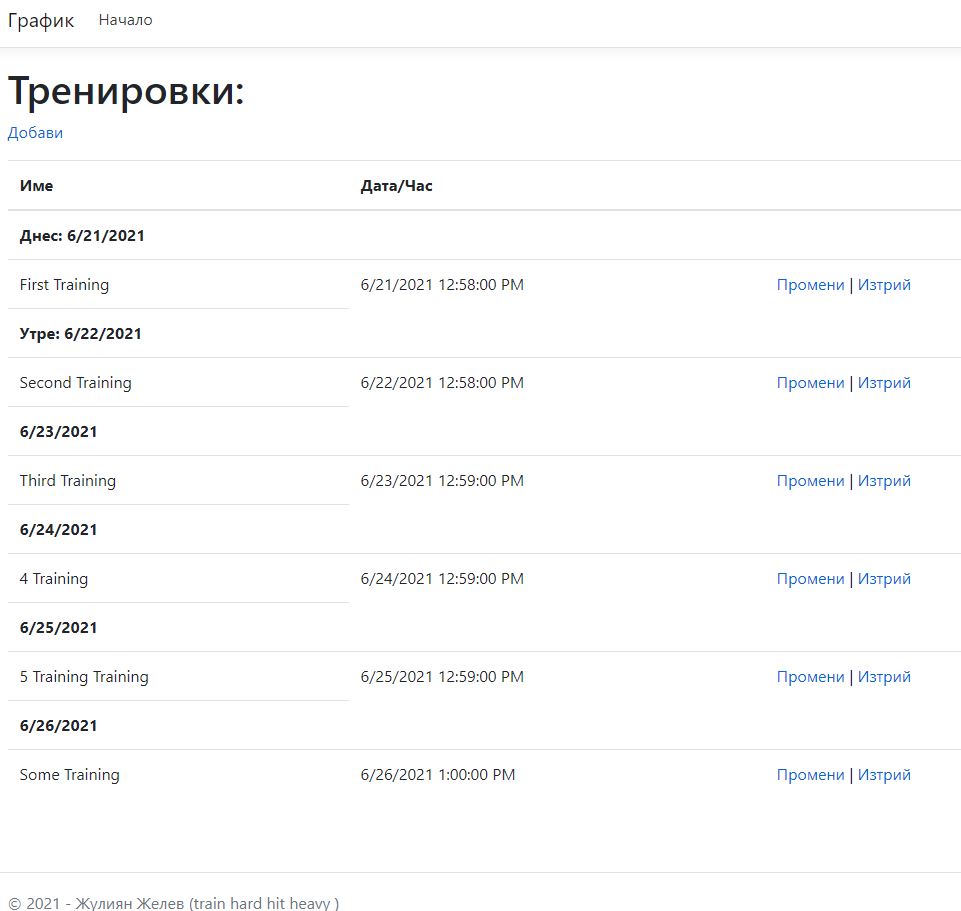 График Начало
Тренировки:
Добави
Име Дата/Час
Днес: 6/21/2021
First Training 6/21/2021 12:58:00 PM Промени | Изтрий
Утре: 6/22/2021
Second Training 6/22/2021 12:58:00 PM Промени | Изтрий
6/23/2021
Third Training 6/23/2021 12:59:00 PM Промени | Изтрий
6/24/2021
4 Training 6/24/2021 12:59:00 PM Промени | Изтрий
6/25/2021
5 Training Training 6/25/2021 12:59:00 PM Промени | Изтрий
6/26/2021
Some Training 6/26/2021 1:00:00 PM Промени | Изтрий
© 2021 - Жулиян Желев (train hard hit heavy )